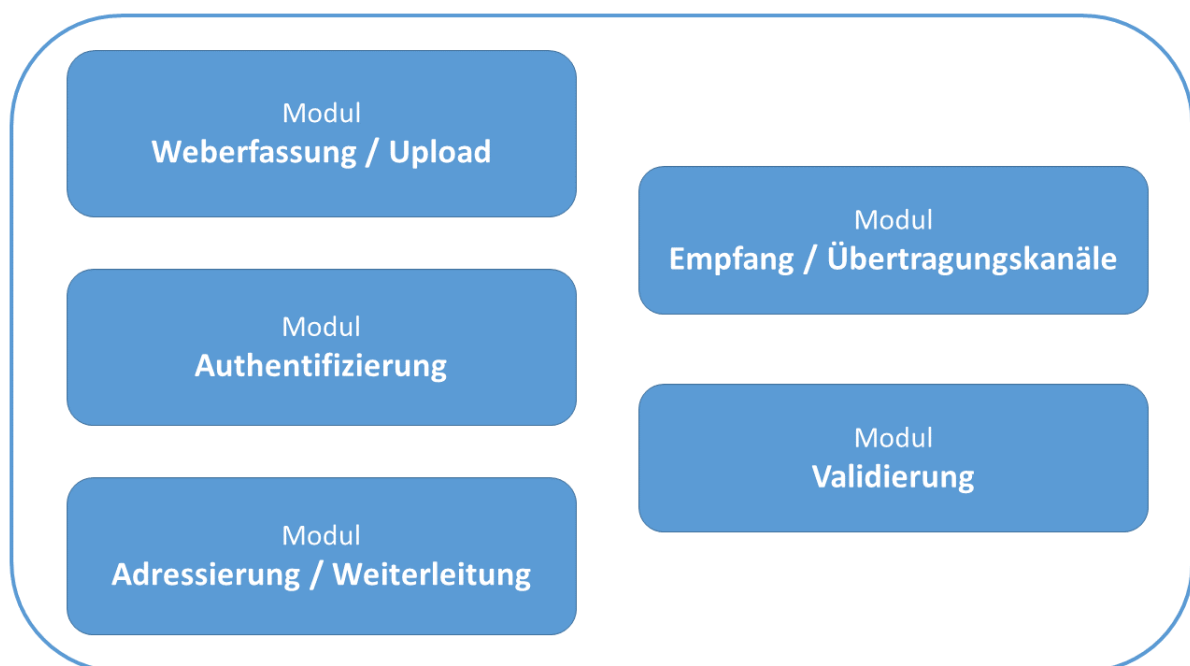 Modul
Weberfassung / Upload
Modul
Authentifizierung
Modul
Adressierung / Weiterleitung
Modul
Empfang / Übertragungskanäle
Modul
Validierung